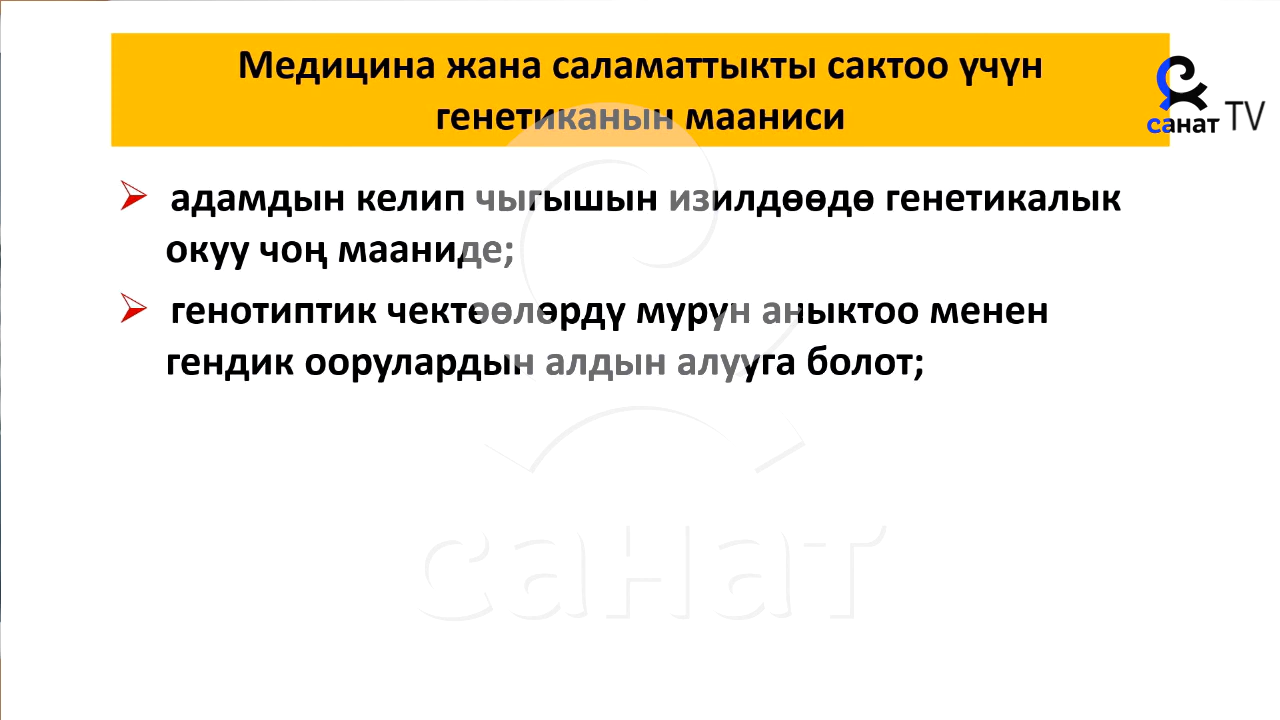 Медицина жана саламаттыкты сактоо үчүн
генетиканын мааниси
санат TV
адамдын келип чыгышын изилдөөдө генетикалык
окуу чоң мааниде;
генотиптик чектөөлөрдү мурун аныктоо менен
гендик оорулардын алдын алууга болот;
санат